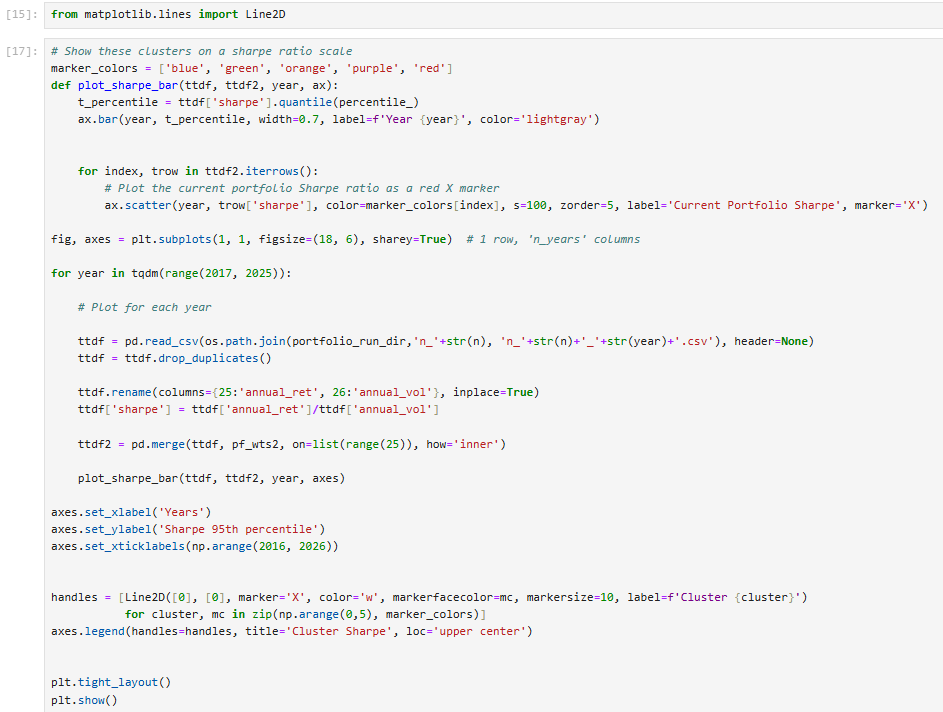 [15]: from matplotlib.lines import Line2D
[17]: # Show these clusters on a sharpe ratio scale
marker_colors = ['blue', 'green', 'orange', 'purple', 'red']
def plot_sharpe_bar(ttdf, ttdf2, year, ax):
    t_percentile = ttdf['sharpe'].quantile(percentile_)
    ax.bar(year, t_percentile, width=0.7, label=f'Year {year}', color='lightgray')
    for index, trow in ttdf2.iterrows():
        # Plot the current portfolio Sharpe ratio as a red X marker
        ax.scatter(year, trow['sharpe'], color=marker_colors[index], s=100, zorder=5, label='Current Portfolio Sharpe', marker='X')
fig, axes = plt.subplots(1, 1, figsize=(18, 6), sharey=True)  # 1 row, 'n_years' columns
for year in tqdm(range(2017, 2025)):
    # Plot for each year
    ttdf = pd.read_csv(os.path.join(portfolio_run_dir,'n_'+str(n), 'n_'+str(n)+'_'+str(year)+'.csv'), header=None)
    ttdf = ttdf.drop_duplicates()
    ttdf.rename(columns={25:'annual_ret', 26:'annual_vol'}, inplace=True)
    ttdf['sharpe'] = ttdf['annual_ret']/ttdf['annual_vol']
    ttdf2 = pd.merge(ttdf, pf_wts2, on=list(range(25)), how='inner')
    plot_sharpe_bar(ttdf, ttdf2, year, axes)
axes.set_xlabel('Years')
axes.set_ylabel('Sharpe 95th percentile')
axes.set_xticklabels(np.arange(2016, 2026))
handles = [Line2D([0], [0], marker='X', color='w', markerfacecolor=mc, markersize=10, label=f'Cluster {cluster}')
           for cluster, mc in zip(np.arange(0,5), marker_colors)]
axes.legend(handles=handles, title='Cluster Sharpe', loc='upper center')
plt.tight_layout()
plt.show()